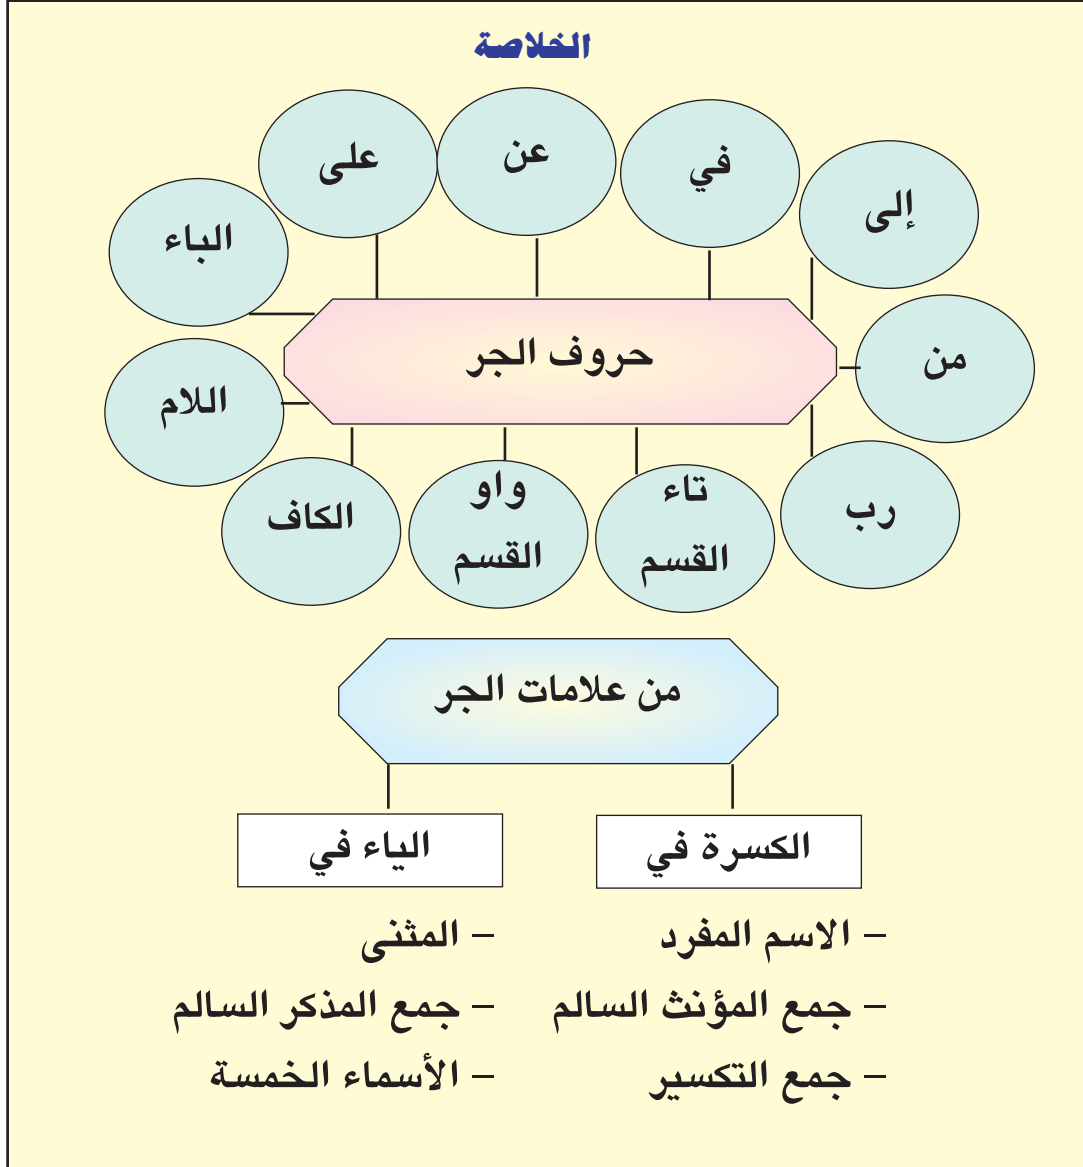 الخلاصة
إلى
في
عن
على
الباء
من
حروف الجر
اللام
رب
تاء
القسم
واو
القسم
الكاف
من علامات الجر
الكسرة في
– الاسم المفرد
– جمع المؤنث السالم
– جمع التكسير
الياء في
– المثنى
– جمع المذكر السالم
– الأسماء الخمسة